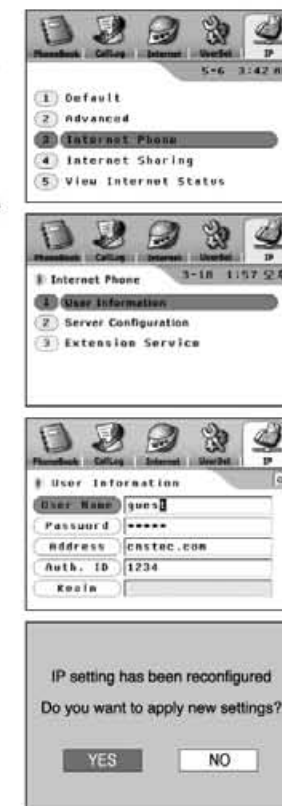 PhoneBook CallLog Internet UserSet IP
5-6 3:42
1 Default
2 Advanced
3 Internet Phone
4 Internet Sharing
5 View Internet Status
PhoneBook CallLog Internet UserSet IP
Internet Phone 3-18 1:57
1 User Information
2 Server Configuration
3 Extension Service
PhoneBook CallLog Internet UserSet IP
User Information
User Name guest
Password •••••
Address cnstec.com
Auth. ID 1234
Realm
IP setting has been reconfigured
Do you want to apply new settings?
YES NO